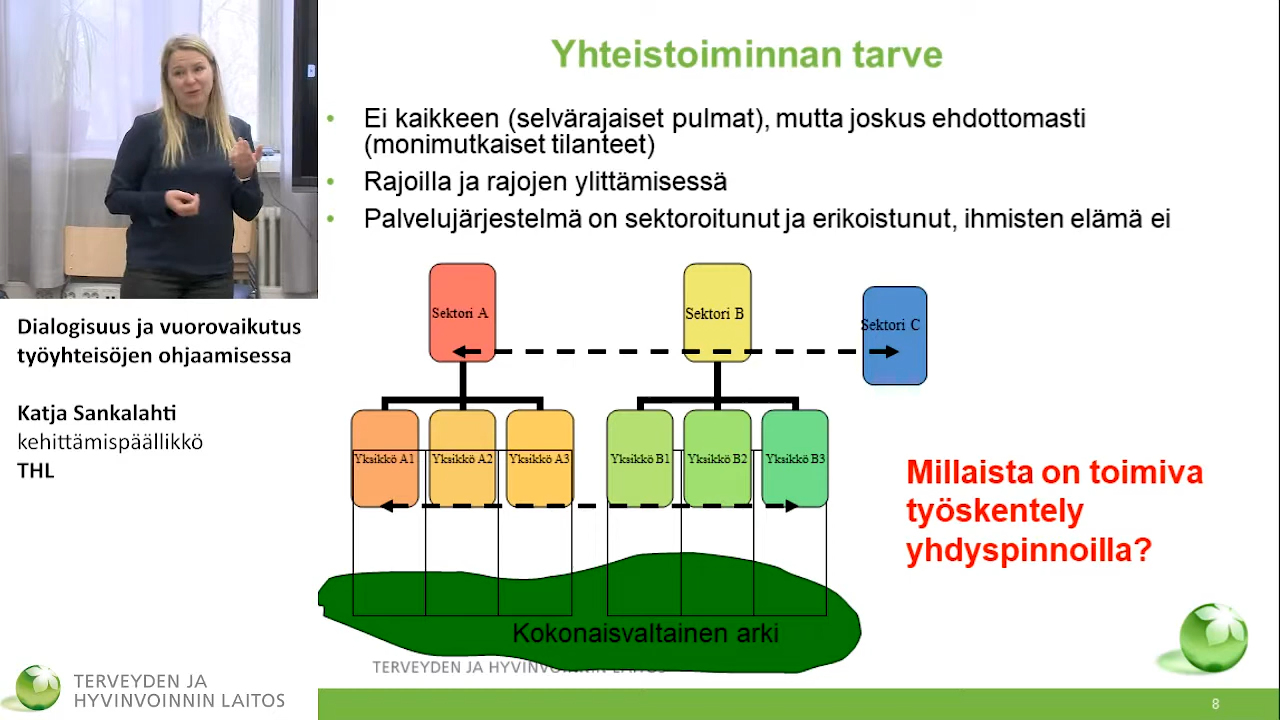 Yhteistoiminnan tarve
• Ei kaikkeen (selvärajaiset pulmat), mutta joskus ehdottomasti
(monimutkaiset tilanteet)
• Rajoilla ja rajojen ylittämisessä
• Palvelujärjestelmä on sektoroitunut ja erikoistunut, ihmisten elämä ei
Sektori A
Sektori B
Sektori C
Yksikkö A1
Yksikkö A2
Yksikkö A3
Yksikkö B1
Yksikkö B2
Yksikkö B3
Millaista on toimiva
työskentely
yhdyspinnoilla?
Kokonaisvaltainen arki
TERVEYDEN JA HYVINVOINNIN LAITOS
8
Dialogisuus ja vuorovaikutus
työyhteisöjen ohjaamisessa
Katja Sankalahti
kehittämispäällikkö
THL
TERVEYDEN JA
HYVINVOINNIN LAITOS